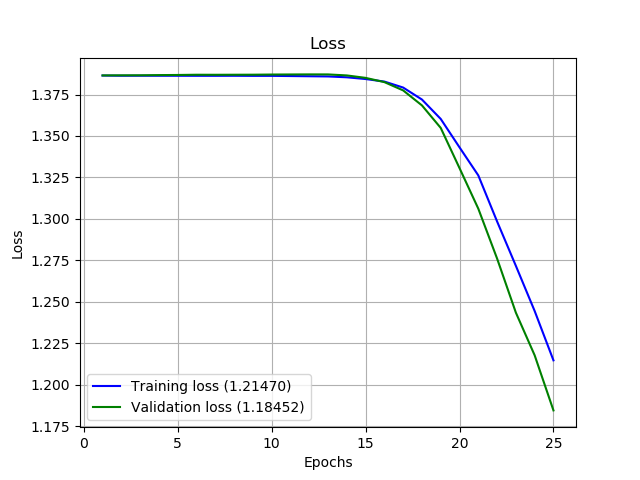 Loss
1.375
1.350
1.325
1.300
1.275
1.250
1.225
1.200
1.175
Loss
Training loss (1.21470)
Validation loss (1.18452)
0 5 10 15 20 25
Epochs